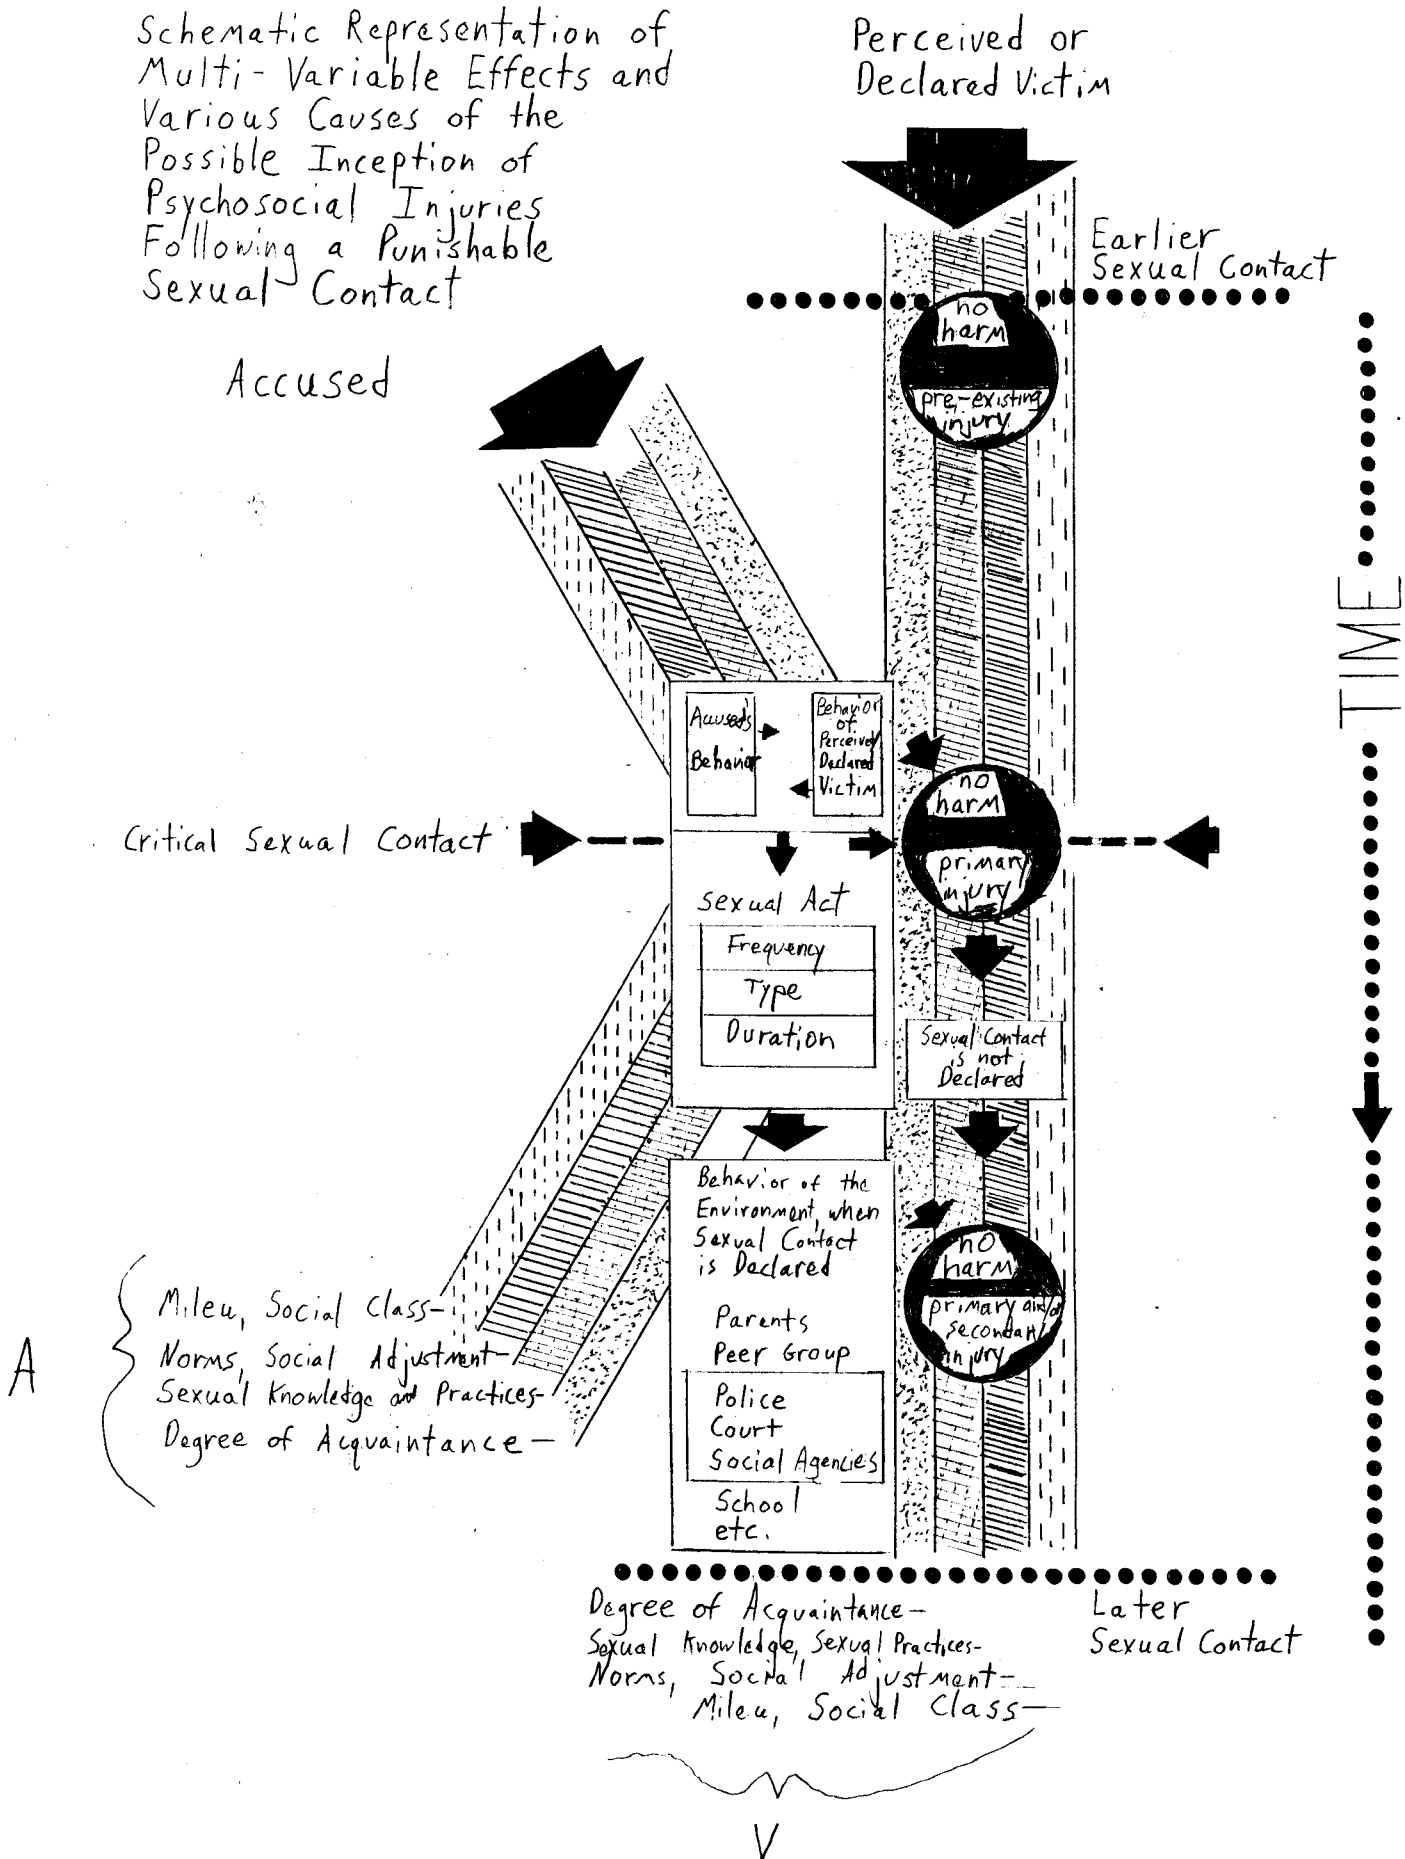 Schematic Representation of
Multi-Variable Effects and
Various Causes of the
Possible Inception of
Psychosocial Injuries
Following a Punishable
Sexual Contact
Perceived or
Declared Victim
Earlier
Sexual Contact
no
harm
pre-existing
injury
Accused
TIME
Accused's
Behavior
Behavior
of
Perceived/
Declared
Victim
no
harm
primary
injury
Critical Sexual Contact
Sexual Act
Frequency
Type
Duration
Sexual Contact
is not
Declared
Behavior of the
Environment, when
Sexual Contact
is Declared
Parents
Peer Group
Police
Court
Social Agencies
School
etc.
no
harm
primary and/or
secondary
injury
A
Mileu, Social Class-
Norms, Social Adjustment-
Sexual Knowledge and Practices-
Degree of Acquaintance-
Later
Sexual Contact
Degree of Acquaintance-
Sexual Knowledge, Sexual Practices-
Norms, Social Adjustment-
Mileu, Social Class-
V